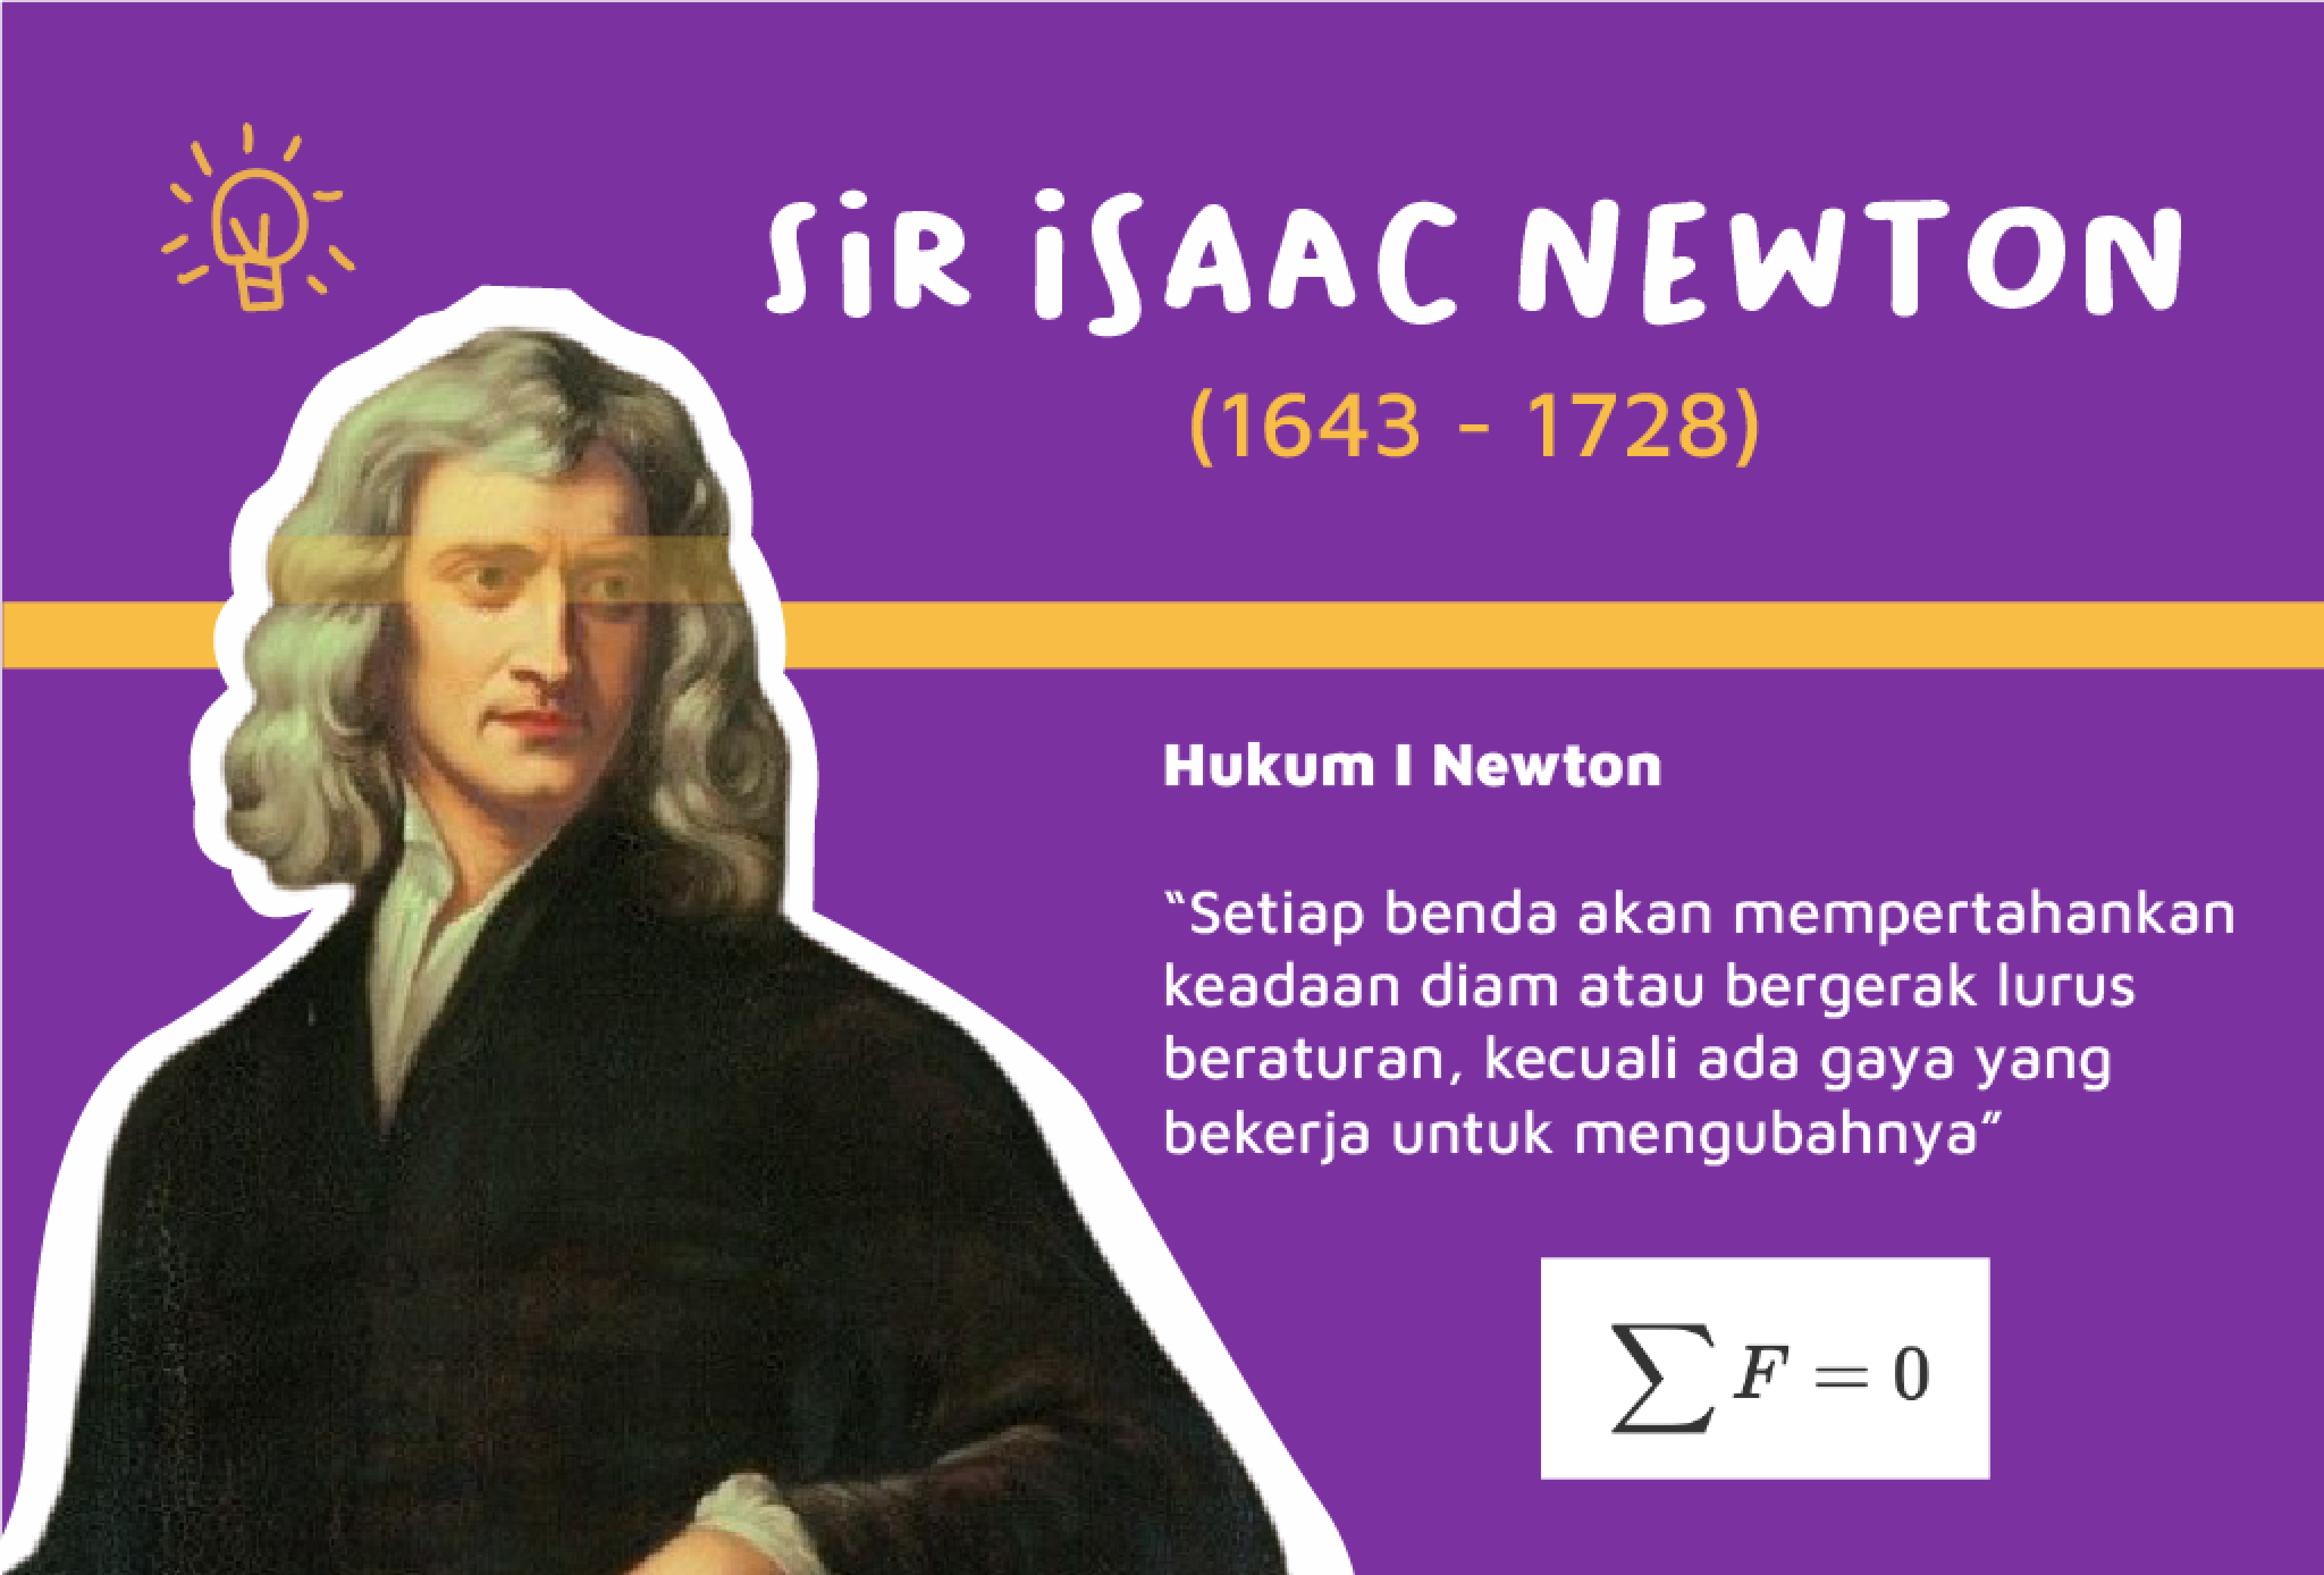 SiR iSAAC NEWTON
(1643 - 1728)
Hukum I Newton
“Setiap benda akan mempertahankan
keadaan diam atau bergerak lurus
beraturan, kecuali ada gaya yang
bekerja untuk mengubahnya”
∑ F = 0